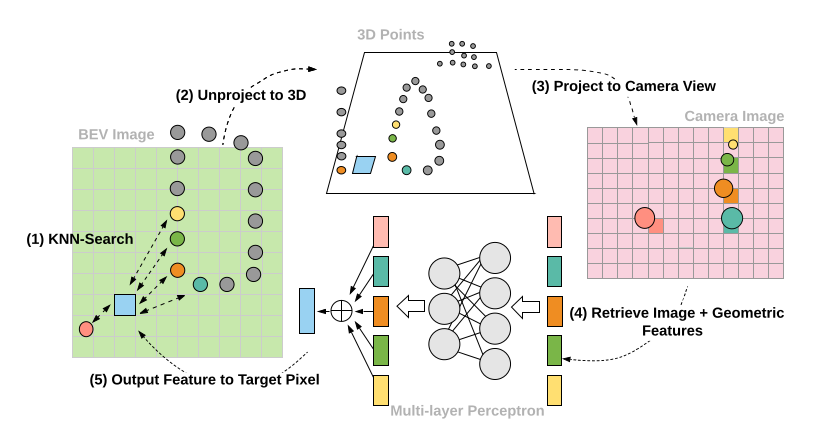 3D Points
(2) Unproject to 3D
(3) Project to Camera View
BEV Image
Camera Image
(1) KNN-Search
(4) Retrieve Image + Geometric
Features
(5) Output Feature to Target Pixel
Multi-layer Perceptron